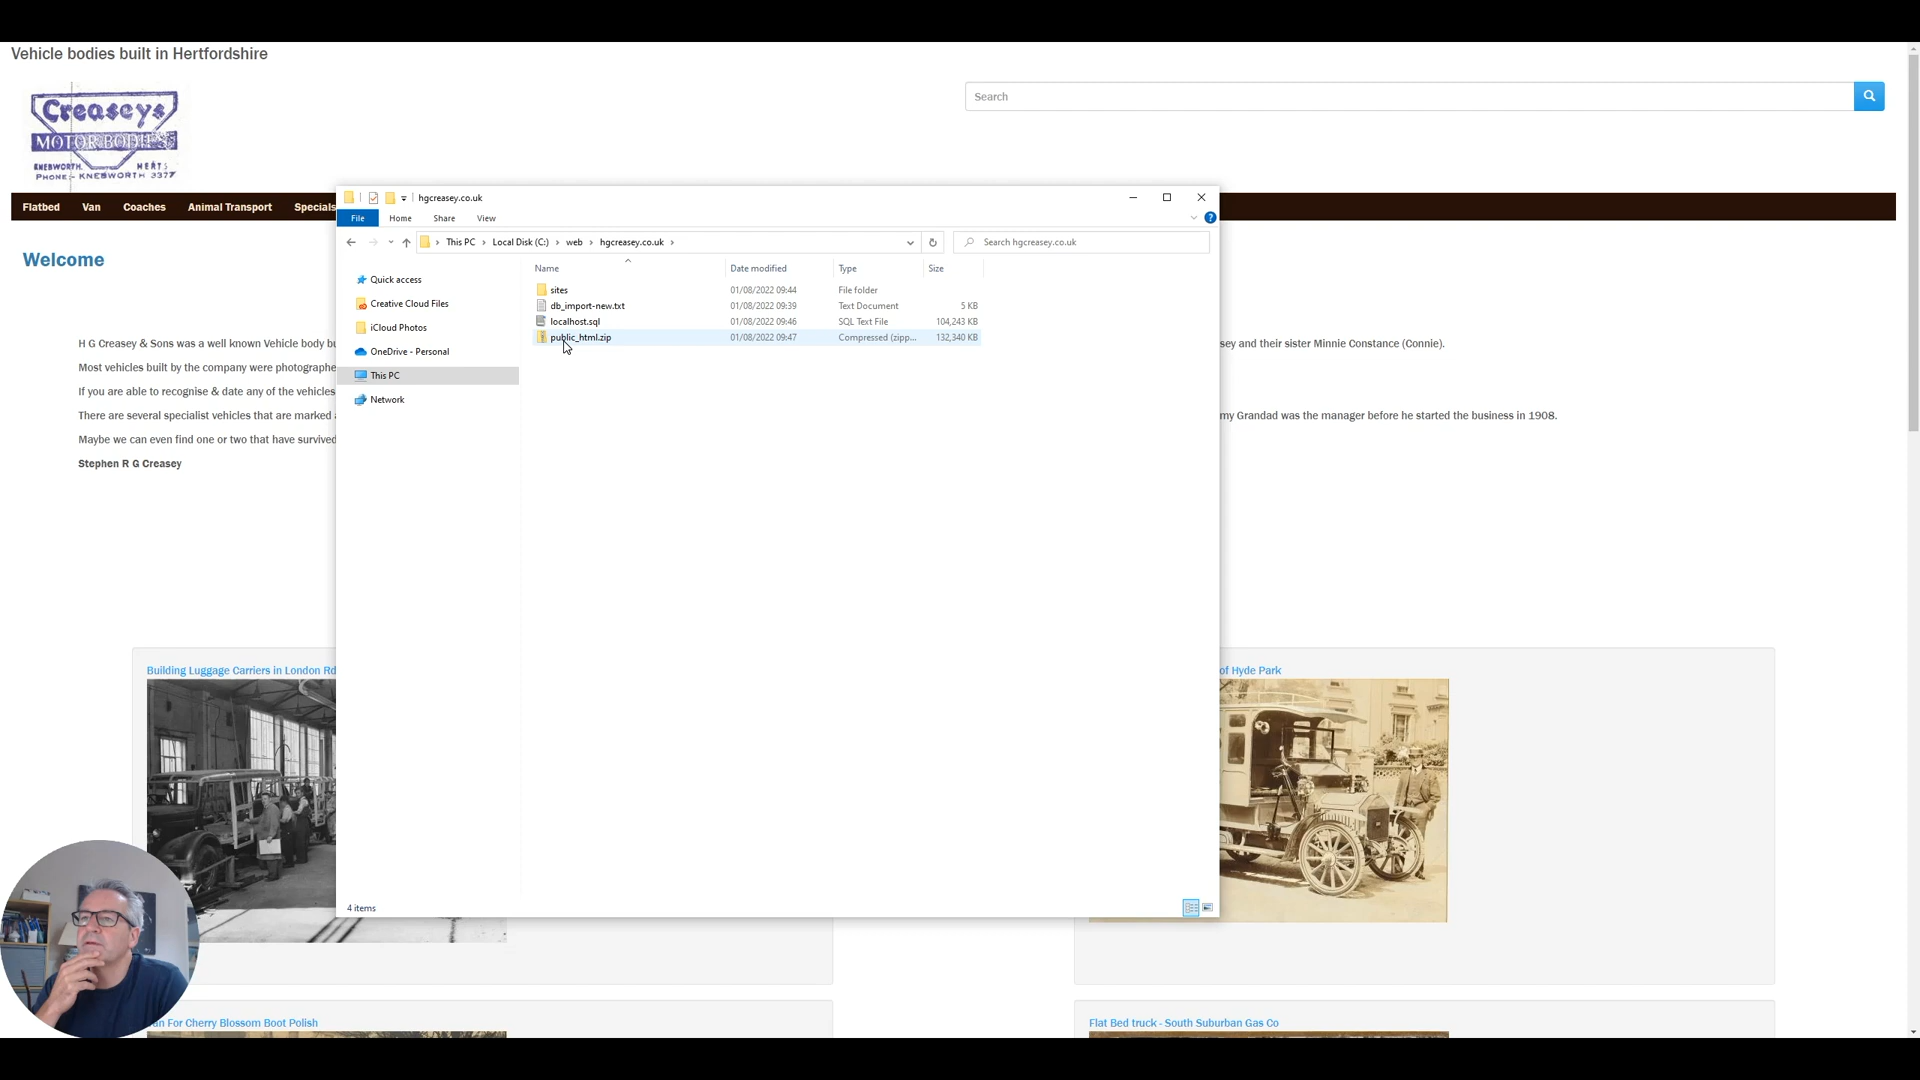 Vehicle bodies built in Hertfordshire
Creaseys
MOTOR BODIES
KNEBWORTH. HERTS
PHONE:- KNEBWORTH 3377
Search
Flatbed Van Coaches Animal Transport Specials
Welcome
H G Creasey & Sons was a well known Vehicle body bu
sey and their sister Minnie Constance (Connie).
Most vehicles built by the company were photographe
If you are able to recognise & date any of the vehicles
There are several specialist vehicles that are marked
my Grandad was the manager before he started the business in 1908.
Maybe we can even find one or two that have survived
Stephen R G Creasey
hgcreasey.co.uk
File Home Share View
This PC Local Disk (C:) web hgcreasey.co.uk
Search hgcreasey.co.uk
Quick access
Creative Cloud Files
iCloud Photos
OneDrive - Personal
This PC
Network
Name Date modified Type Size
sites 01/08/2022 09:44 File folder
db_import-new.txt 01/08/2022 09:39 Text Document 5 KB
localhost.sql 01/08/2022 09:46 SQL Text File 104,243 KB
public_html.zip 01/08/2022 09:47 Compressed (zipp... 132,340 KB
4 items
Building Luggage Carriers in London Rd
of Hyde Park
an For Cherry Blossom Boot Polish
Flat Bed truck - South Suburban Gas Co